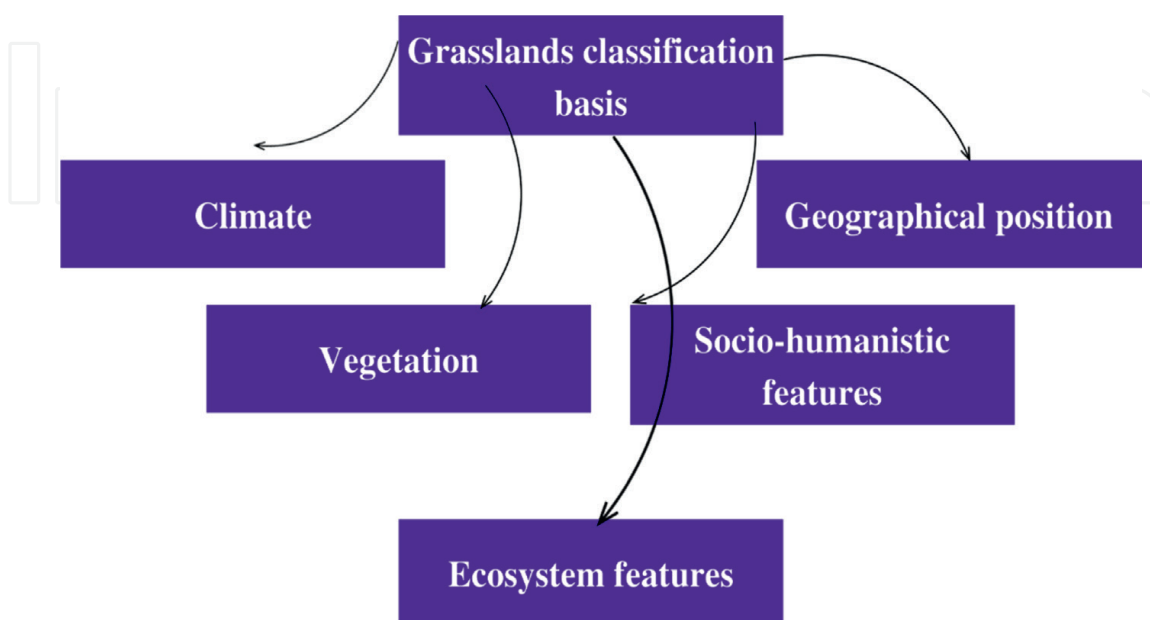 Grasslands classification
basis
Climate
Geographical position
Vegetation
Socio-humanistic
features
Ecosystem features